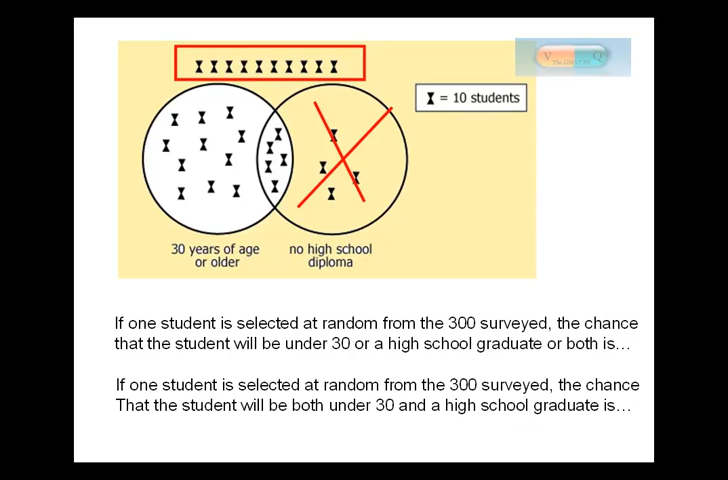 V Q
The GMAT Pill
= 10 students
30 years of age
or older
no high school
diploma
If one student is selected at random from the 300 surveyed, the chance
that the student will be under 30 or a high school graduate or both is…
If one student is selected at random from the 300 surveyed, the chance
That the student will be both under 30 and a high school graduate is…